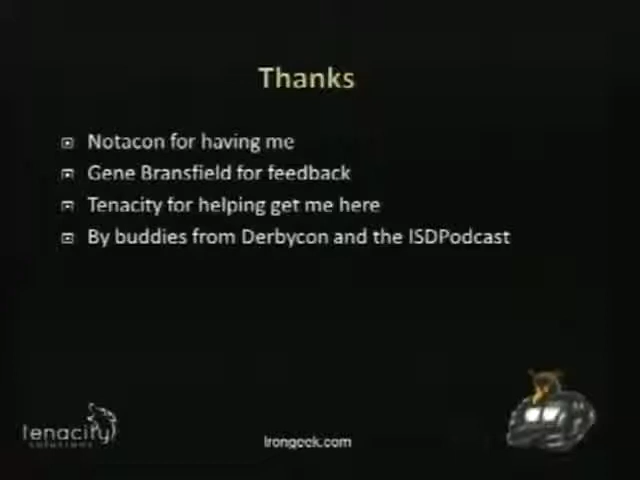 Thanks
Notacon for having me
Gene Bransfield for feedback
Tenacity for helping get me here
By buddies from Derbycon and the ISDPodcast
tenacity
solutions
Irongeek.com